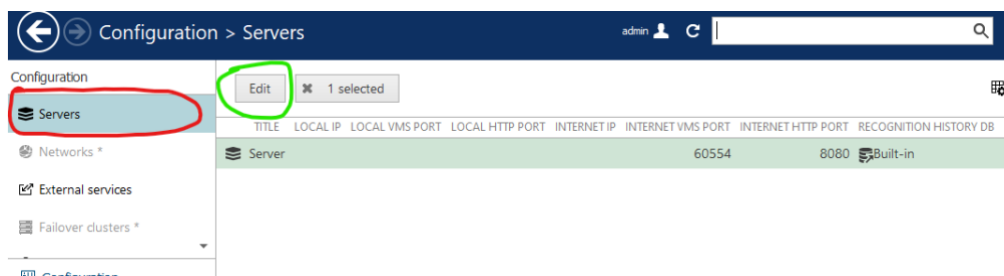 Configuration > Servers
admin
Configuration
Edit
1 selected
Servers
TITLE LOCAL IP LOCAL VMS PORT LOCAL HTTP PORT INTERNET IP INTERNET VMS PORT INTERNET HTTP PORT RECOGNITION HISTORY DB
Networks *
Server 60554 8080 Built-in
External services
Failover clusters *
Configuration